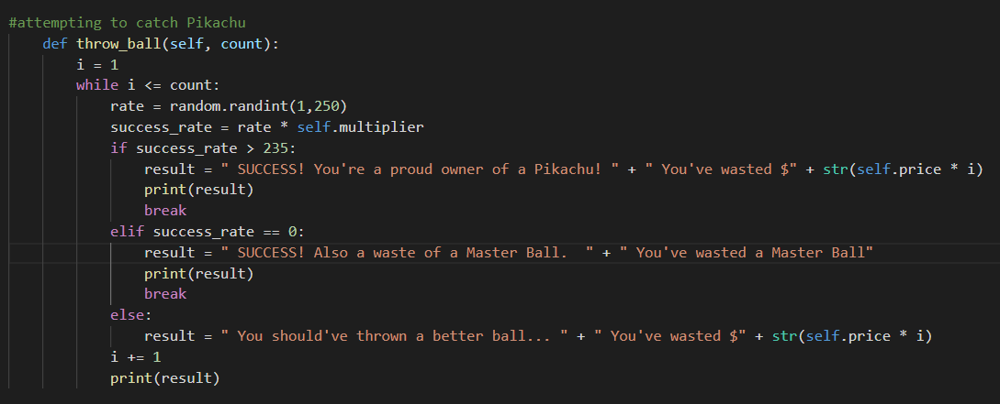 #attempting to catch Pikachu
    def throw_ball(self, count):
        i = 1
        while i <= count:
            rate = random.randint(1,250)
            success_rate = rate * self.multiplier
            if success_rate > 235:
                result = " SUCCESS! You're a proud owner of a Pikachu! " + " You've wasted $" + str(self.price * i)
                print(result)
                break
            elif success_rate == 0:
                result = " SUCCESS! Also a waste of a Master Ball.  " + " You've wasted a Master Ball"
                print(result)
                break
            else:
                result = " You should've thrown a better ball... " + " You've wasted $" + str(self.price * i)
            i += 1
            print(result)